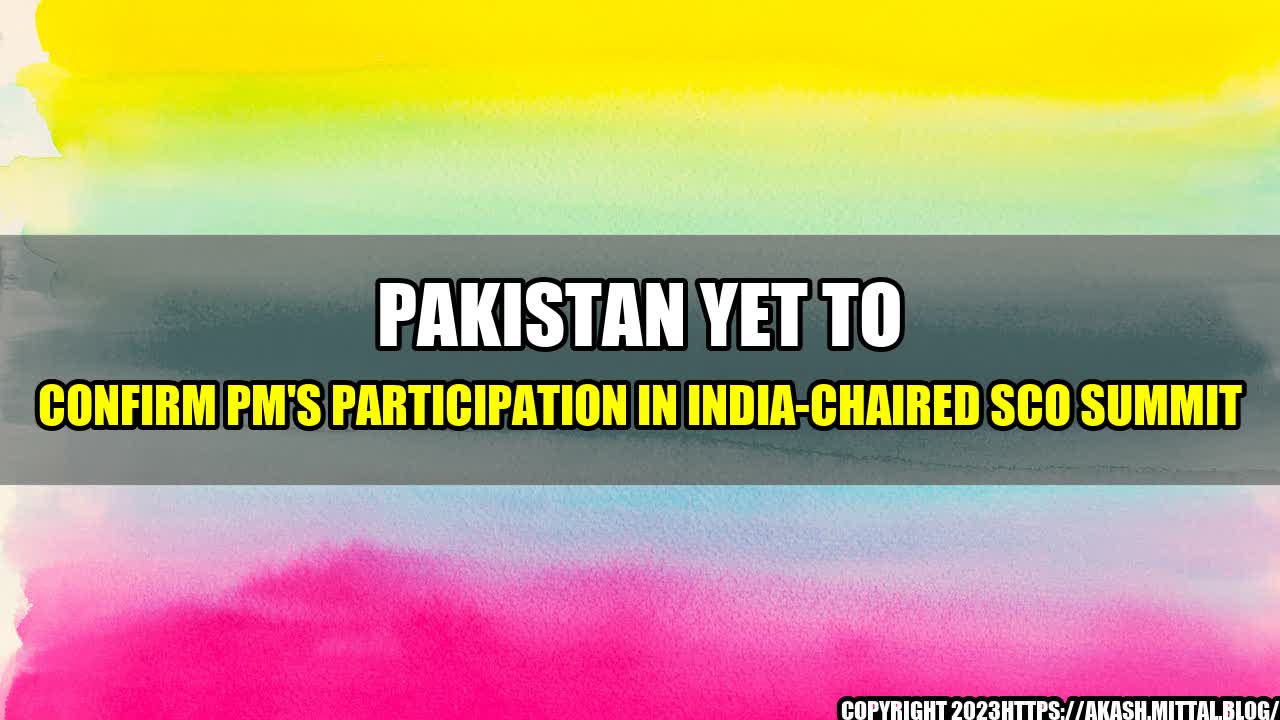 PAKISTAN YET TO
CONFIRM PM'S PARTICIPATION IN INDIA-CHAIRED SCO SUMMIT
COPYRIGHT 2023HTTPS://AKASH.MITTAL.BLOG/